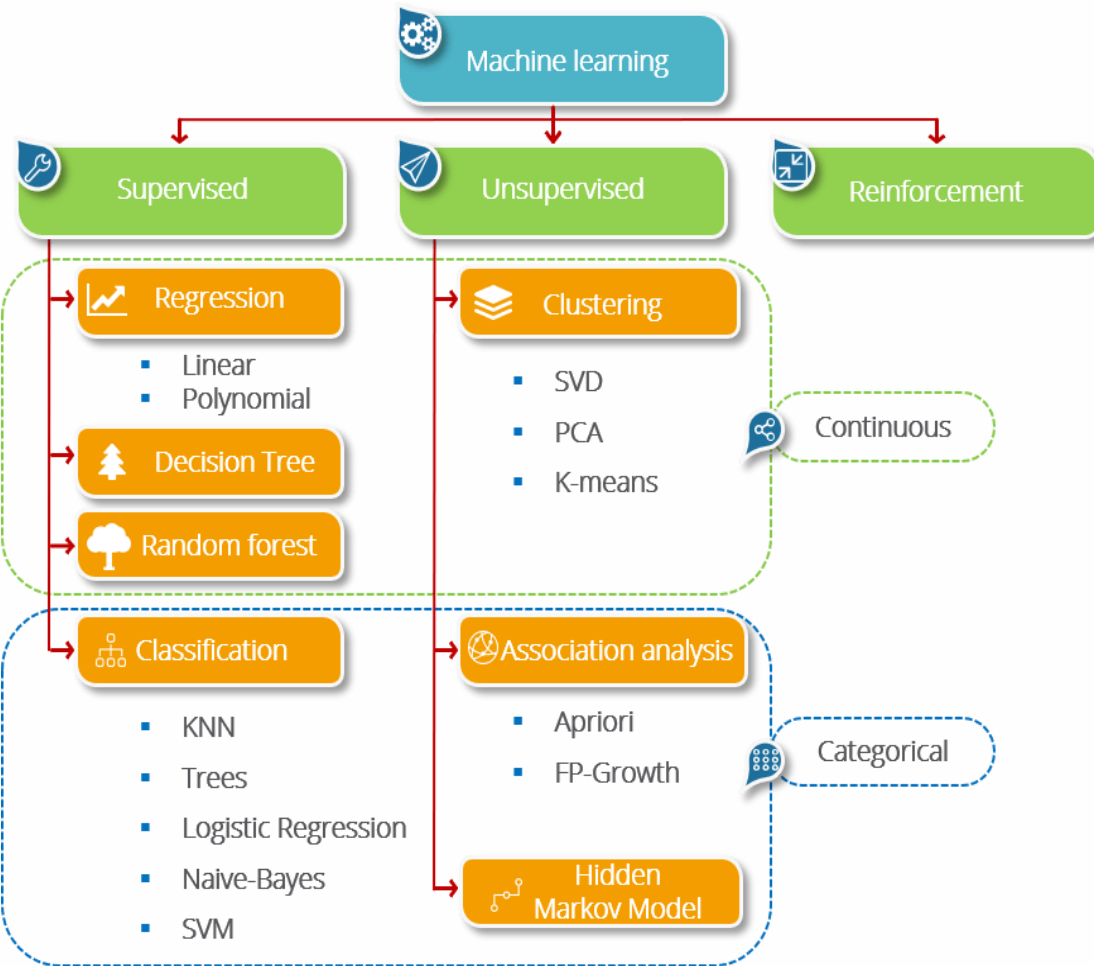 Machine learning
Supervised
Unsupervised
Reinforcement
Regression
Linear
Polynomial
Decision Tree
Random forest
Clustering
SVD
PCA
K-means
Continuous
Classification
KNN
Trees
Logistic Regression
Naive-Bayes
SVM
Association analysis
Apriori
FP-Growth
Hidden
Markov Model
Categorical